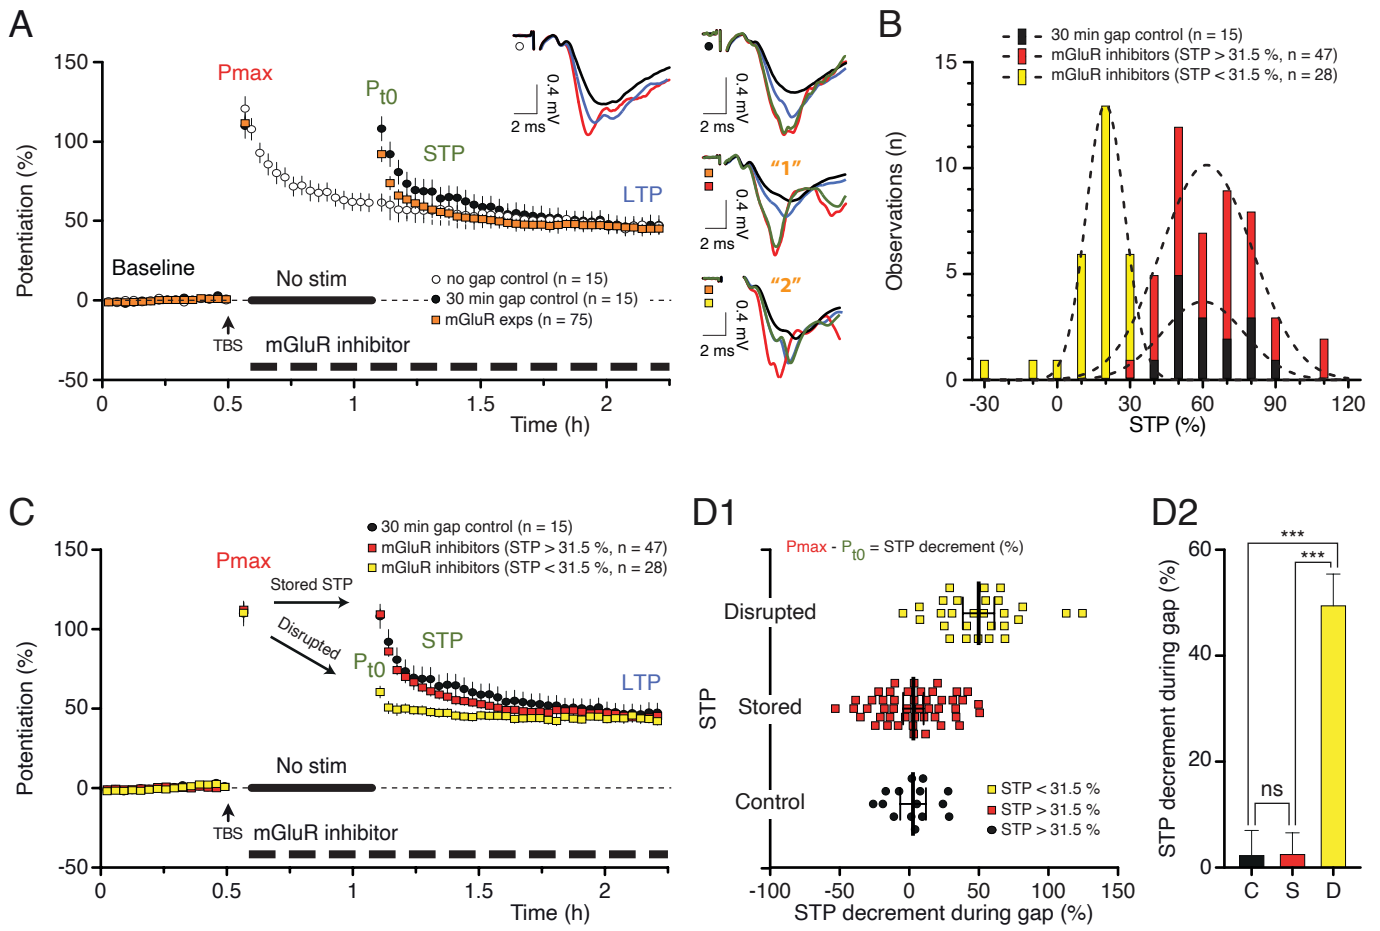 A
Potentiation (%)
150
100
50
0
-50
Pmax
Pt0
STP
LTP
Baseline
No stim
TBS
mGluR inhibitor
no gap control (n = 15)
30 min gap control (n = 15)
mGluR exps (n = 75)
0
0.5
1
1.5
2
Time (h)
0.4 mV
2 ms
0.4 mV
2 ms
"1"
0.4 mV
2 ms
"2"
0.4 mV
2 ms
B
30 min gap control (n = 15)
mGluR inhibitors (STP > 31.5 %, n = 47)
mGluR inhibitors (STP < 31.5 %, n = 28)
Observations (n)
15
10
5
0
-30
0
30
60
90
120
STP (%)
C
30 min gap control (n = 15)
mGluR inhibitors (STP > 31.5 %, n = 47)
mGluR inhibitors (STP < 31.5 %, n = 28)
Potentiation (%)
150
100
50
0
-50
Pmax
Stored STP
Disrupted
Pt0
STP
LTP
No stim
TBS
mGluR inhibitor
0
0.5
1
1.5
2
Time (h)
D1
Pmax - Pt0 = STP decrement (%)
STP
Disrupted
Stored
Control
STP < 31.5 %
STP > 31.5 %
STP > 31.5 %
-100
-50
0
50
100
150
STP decrement during gap (%)
D2
STP decrement during gap (%)
60
40
20
0
***
***
ns
C
S
D